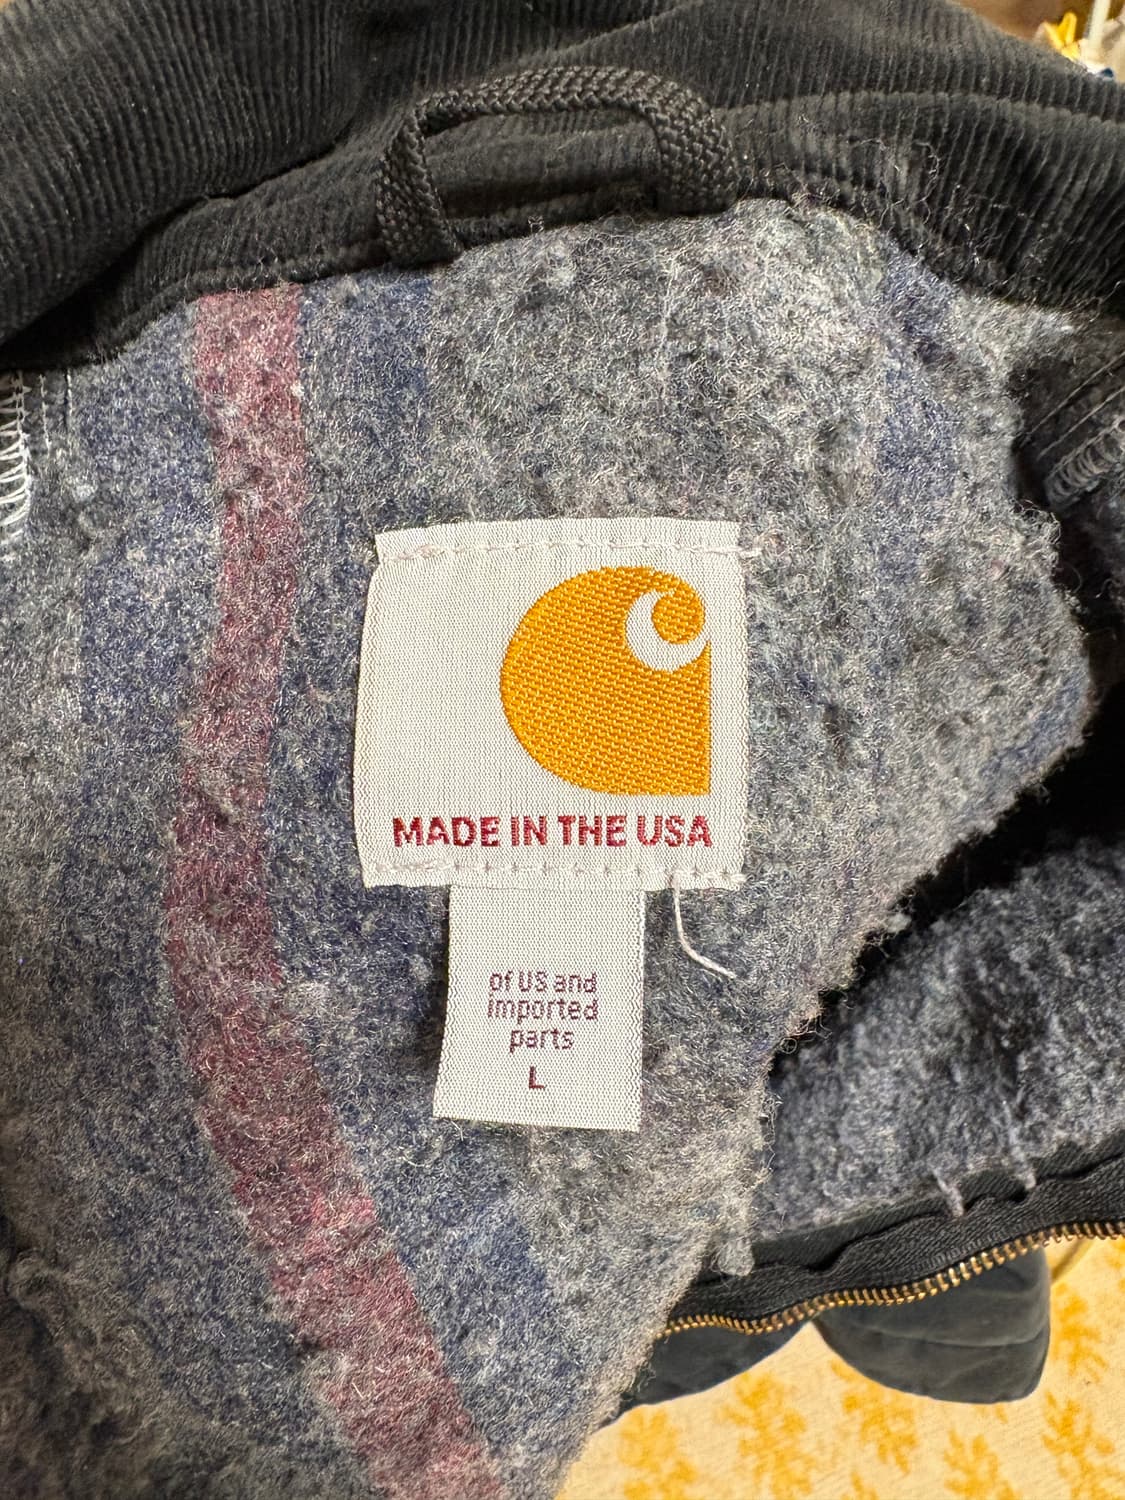 MADE IN THE USA
of US and
imported
parts
L